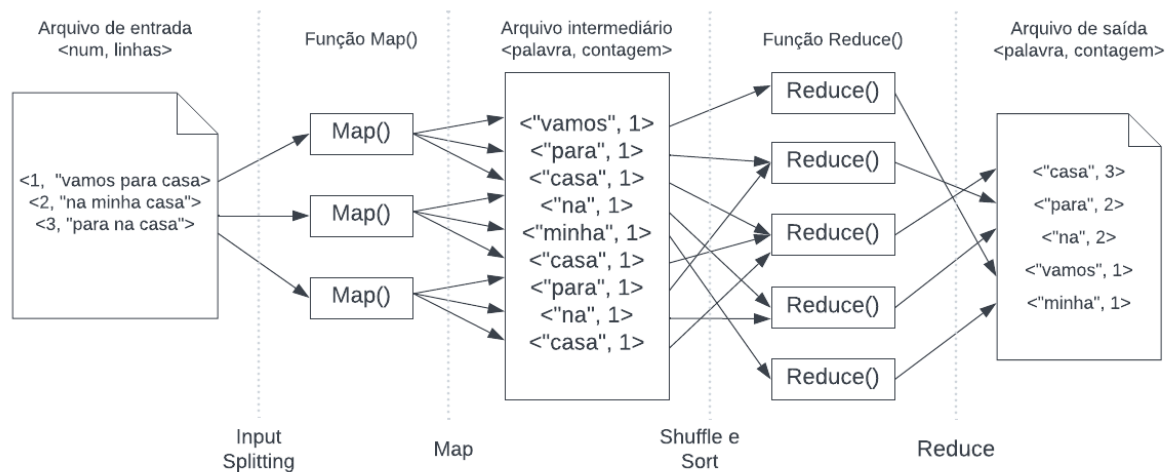 Arquivo de entrada
<num, linhas>
Função Map()
Arquivo intermediário
<palavra, contagem>
Função Reduce()
Arquivo de saída
<palavra, contagem>
<1,  "vamos para casa>
<2, "na minha casa">
<3, "para na casa">
Map()
Map()
Map()
<"vamos", 1>
<"para", 1>
<"casa", 1>
<"na", 1>
<"minha", 1>
<"casa", 1>
<"para", 1>
<"na", 1>
<"casa", 1>
Reduce()
Reduce()
Reduce()
Reduce()
Reduce()
<"casa", 3>
<"para", 2>
<"na", 2>
<"vamos", 1>
<"minha", 1>
Input
Splitting
Map
Shuffle e
Sort
Reduce